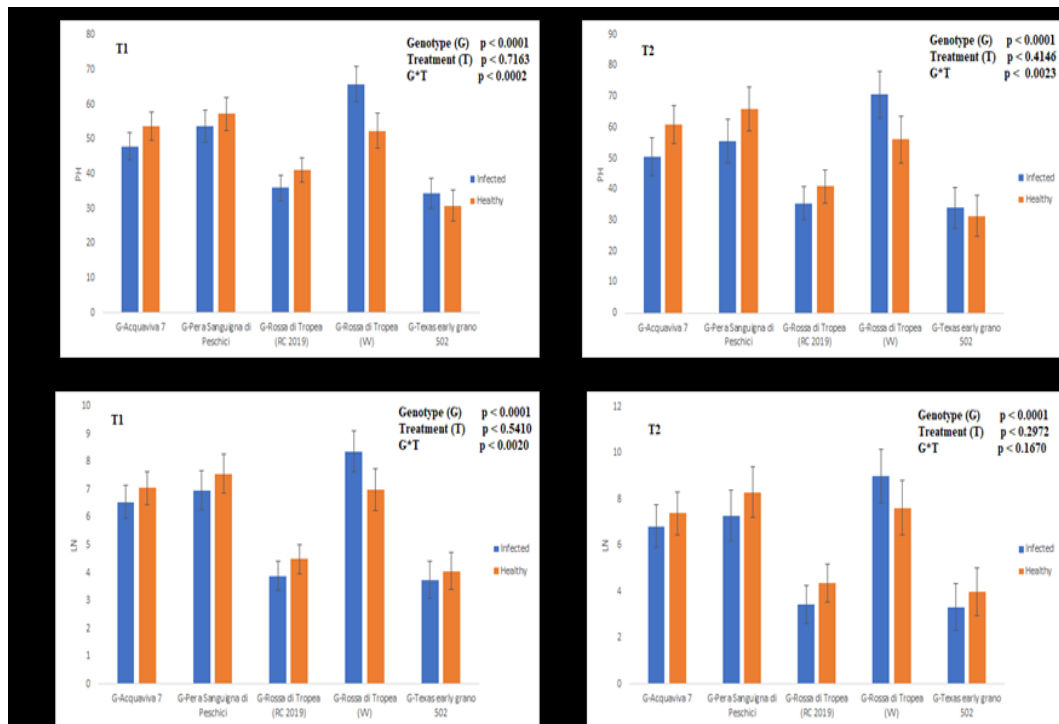 T1
Genotype (G) p < 0.0001
Treatment (T) p < 0.7163
G*T p < 0.0002
80
70
60
50
40
30
20
10
0
PH
Infected
Healthy
G-Acquaviva 7
G-Pera Sanguigna di
Peschici
G-Rossa di Tropea
(RC 2019)
G-Rossa di Tropea
(VV)
G-Texas early grano
502
T2
Genotype (G) p < 0.0001
Treatment (T) p < 0.4146
G*T p < 0.0023
90
80
70
60
50
40
30
20
10
0
PH
Infected
Healthy
G-Acquaviva 7
G-Pera Sanguigna di
Peschici
G-Rossa di Tropea
(RC 2019)
G-Rossa di Tropea
(VV)
G-Texas early grano
502
T1
Genotype (G) p < 0.0001
Treatment (T) p < 0.5410
G*T p < 0.0020
10
9
8
7
6
5
4
3
2
1
0
LN
Infected
Healthy
G-Acquaviva 7
G-Pera Sanguigna di
Peschici
G-Rossa di Tropea
(RC 2019)
G-Rossa di Tropea
(VV)
G-Texas early grano
502
T2
Genotype (G) p < 0.0001
Treatment (T) p < 0.2972
G*T p < 0.1670
12
10
8
6
4
2
0
LN
Infected
Healthy
G-Acquaviva 7
G-Pera Sanguigna di
Peschici
G-Rossa di Tropea
(RC 2019)
G-Rossa di Tropea
(VV)
G-Texas early grano
502